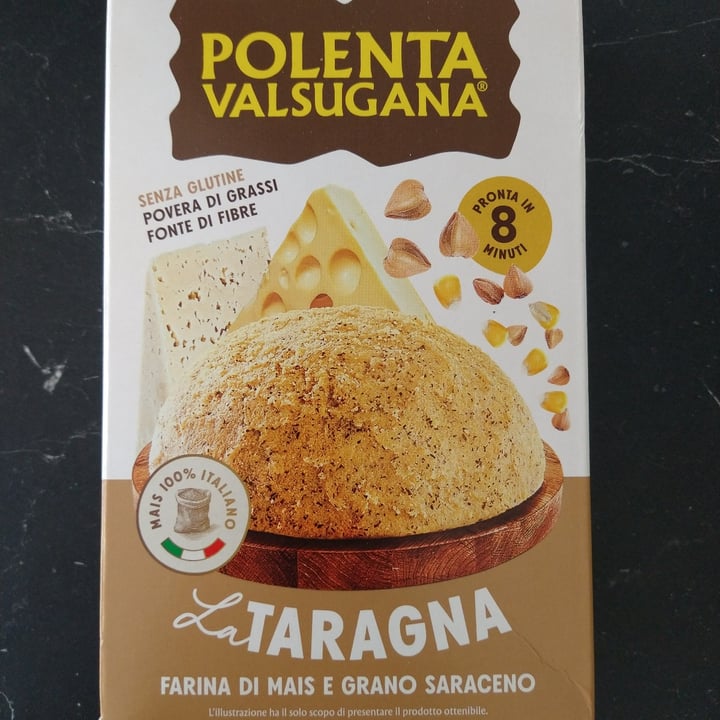 POLENTA
VALSUGANA®
SENZA GLUTINE
POVERA DI GRASSI
FONTE DI FIBRE
PRONTA IN
8
MINUTI
MAIS 100% ITALIANO
La TARAGNA
FARINA DI MAIS E GRANO SARACENO
L'illustrazione ha il solo scopo di presentare il prodotto ottenibile.